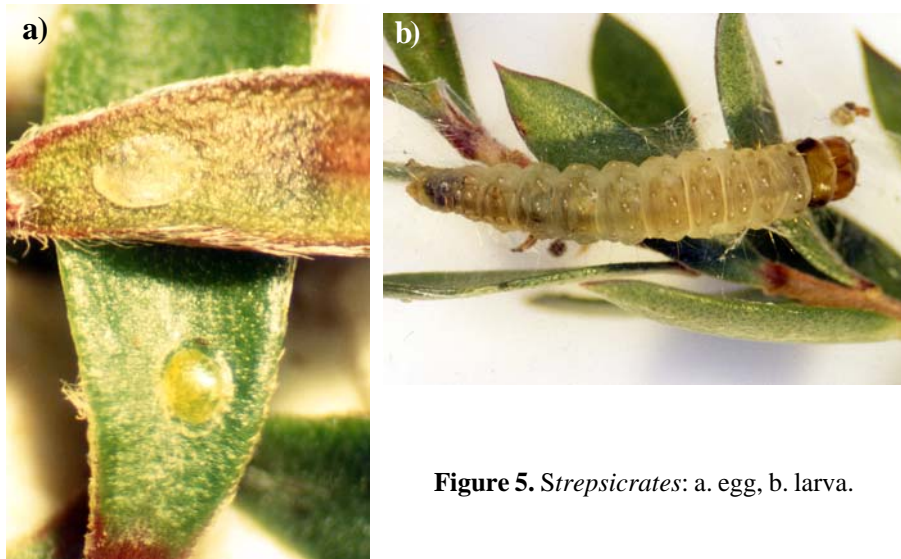 a)
b)
Figure 5. Strepsicrates: a. egg, b. larva.